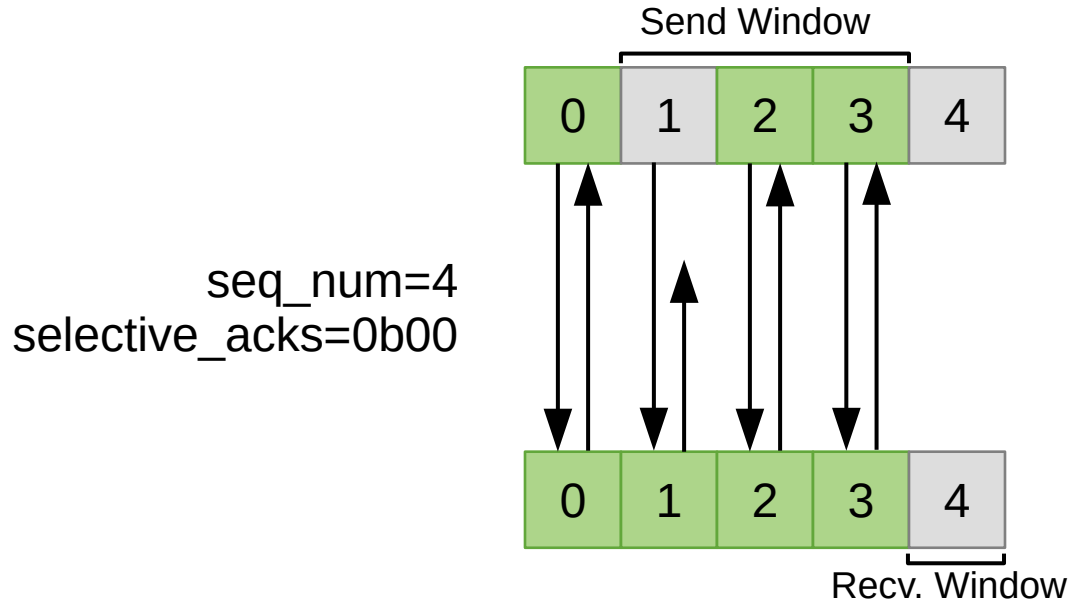 Send Window
0 1 2 3 4
seq_num=4
selective_acks=0b00
0 1 2 3 4
Recv. Window